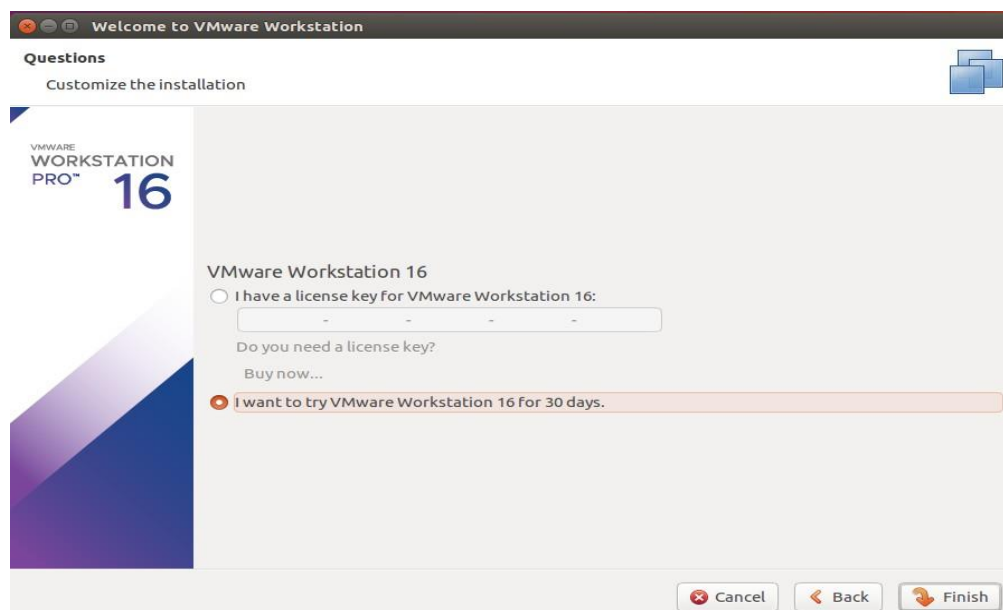 Welcome to VMware Workstation
Questions
Customize the installation
VMWARE
WORKSTATION
PRO™ 16
VMware Workstation 16
I have a license key for VMware Workstation 16:
- - - -
Do you need a license key?
Buy now...
I want to try VMware Workstation 16 for 30 days.
Cancel Back Finish